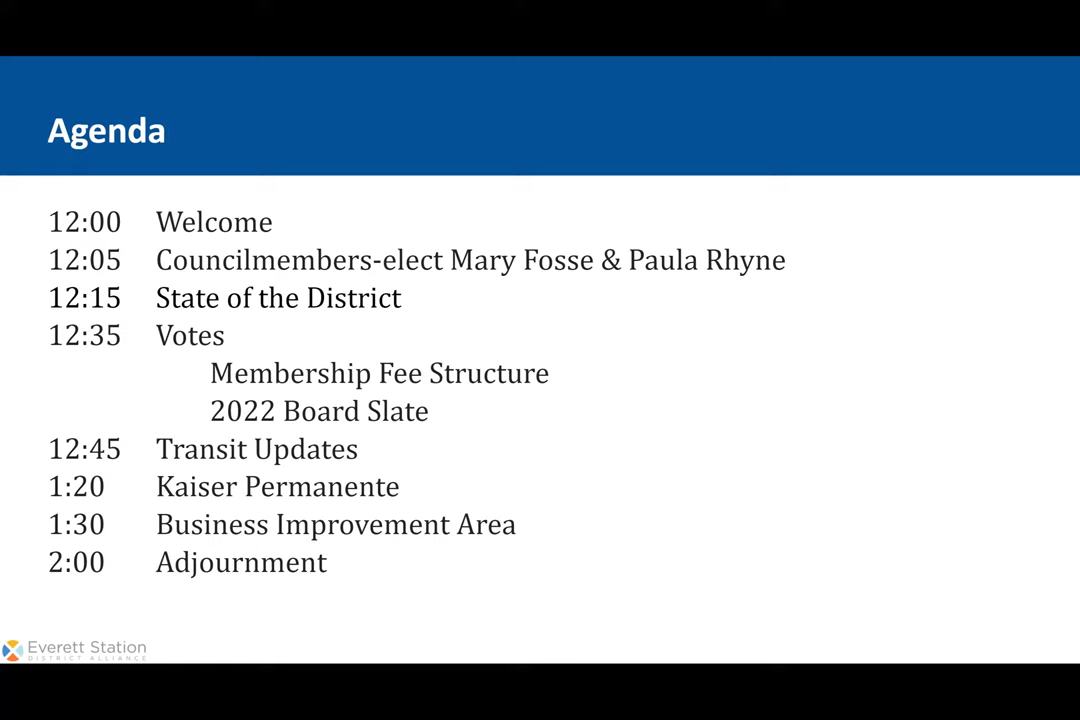 Agenda
12:00 Welcome
12:05 Councilmembers-elect Mary Fosse & Paula Rhyne
12:15 State of the District
12:35 Votes
Membership Fee Structure
2022 Board Slate
12:45 Transit Updates
1:20 Kaiser Permanente
1:30 Business Improvement Area
2:00 Adjournment
Everett Station
DISTRICT ALLIANCE